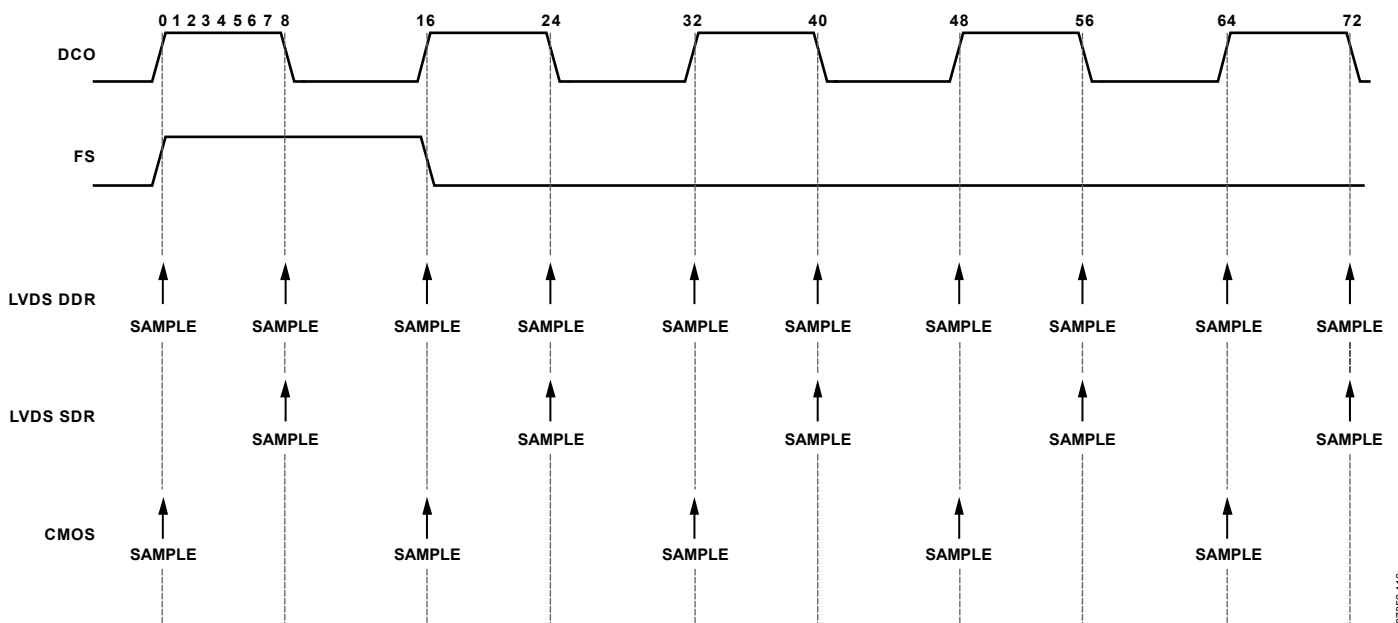 0 1 2 3 4 5 6 7 8 16 24 32 40 48 56 64 72
DCO
FS
LVDS DDR
SAMPLE SAMPLE SAMPLE SAMPLE SAMPLE SAMPLE SAMPLE SAMPLE SAMPLE SAMPLE
LVDS SDR
SAMPLE SAMPLE SAMPLE SAMPLE SAMPLE
CMOS
SAMPLE SAMPLE SAMPLE SAMPLE SAMPLE